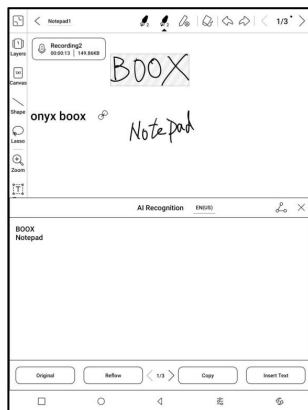 Notepad1
1/3
Layers
Recording2
00:00:13 | 149.86KB
Canvas
BOOX
Shape
onyx boox
Notepad
Lasso
Zoom
T
AI Recognition EN(US)
BOOX
Notepad
Original
Reflow
1/3
Copy
Insert Text